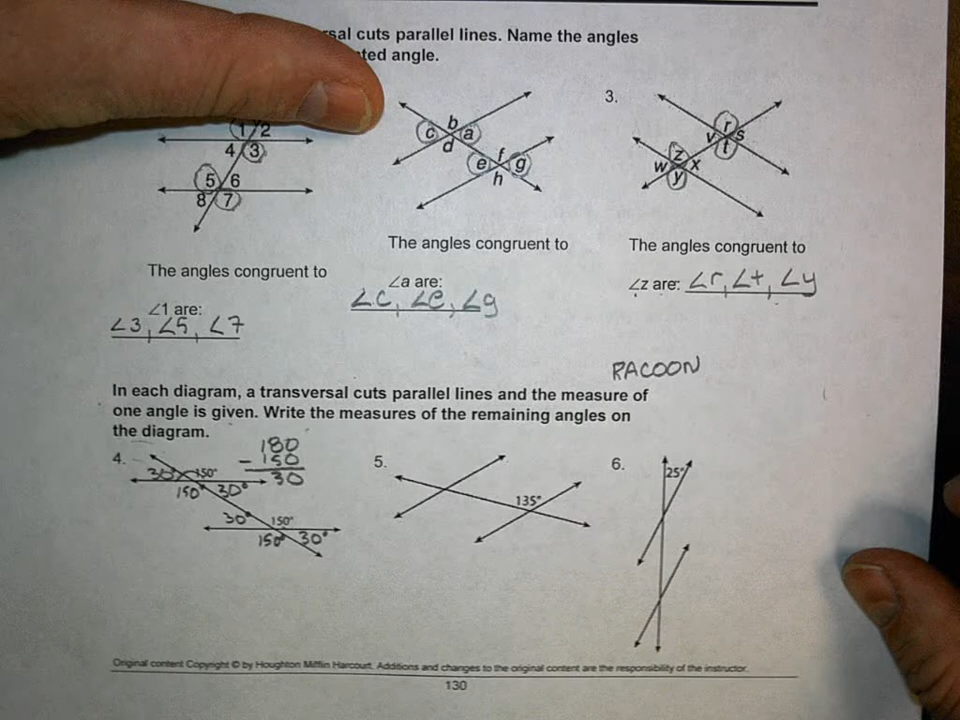 sal cuts parallel lines. Name the angles
ted angle.
3.
1 2
4 3
5 6
8 7
b
c a
d
f
e g
h
r
v s
t
z
w x
y
The angles congruent to
∠1 are:
∠3, ∠5, ∠7
The angles congruent to
∠a are:
∠c, ∠e, ∠g
The angles congruent to
∠z are: ∠r, ∠t, ∠y
RACOON
In each diagram, a transversal cuts parallel lines and the measure of
one angle is given. Write the measures of the remaining angles on
the diagram.
4.
180
- 150
30
30 150°
150° 30°
30° 150°
150° 30°
5.
135°
6.
25°
Original content Copyright © by Houghton Mifflin Harcourt. Additions and changes to the original content are the responsibility of the instructor.
130